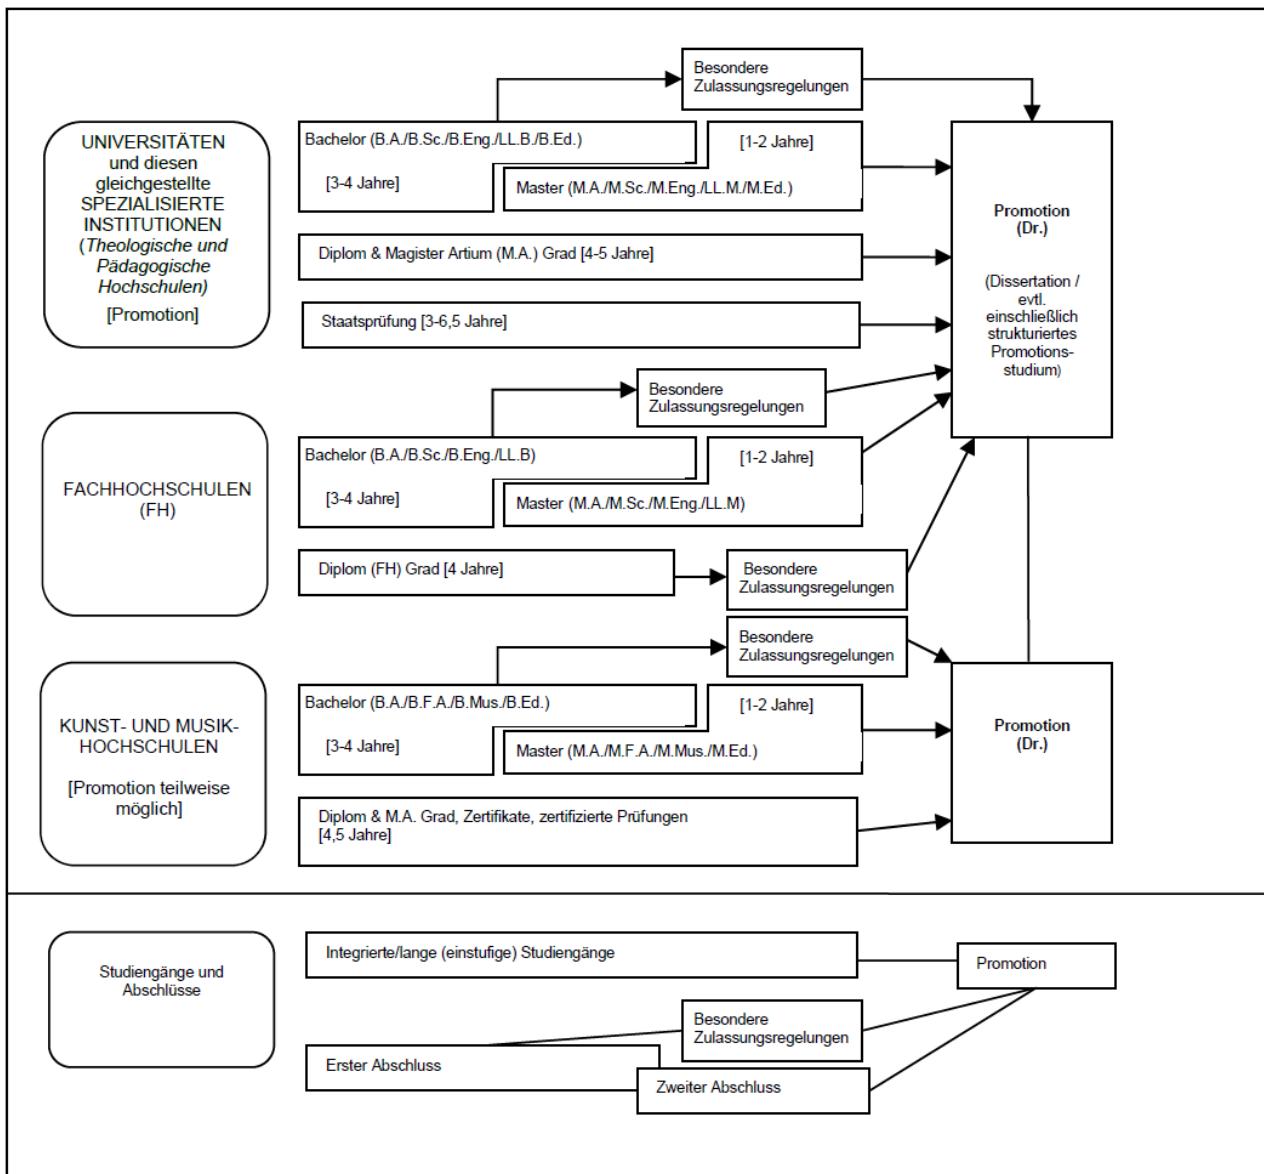 Besondere
Zulassungsregelungen
UNIVERSITÄTEN
und diesen
gleichgestellte
SPEZIALISIERTE
INSTITUTIONEN
(Theologische und
Pädagogische
Hochschulen)
[Promotion]
Bachelor (B.A./B.Sc./B.Eng./LL.B./B.Ed.)
[3-4 Jahre]
[1-2 Jahre]
Master (M.A./M.Sc./M.Eng./LL.M./M.Ed.)
Diplom & Magister Artium (M.A.) Grad [4-5 Jahre]
Staatsprüfung [3-6,5 Jahre]
Promotion
(Dr.)
(Dissertation /
evtl.
einschließlich
strukturiertes
Promotions-
studium)
Besondere
Zulassungsregelungen
FACHHOCHSCHULEN
(FH)
Bachelor (B.A./B.Sc./B.Eng./LL.B)
[3-4 Jahre]
[1-2 Jahre]
Master (M.A./M.Sc./M.Eng./LL.M)
Diplom (FH) Grad [4 Jahre]
Besondere
Zulassungsregelungen
Besondere
Zulassungsregelungen
KUNST- UND MUSIK-
HOCHSCHULEN
[Promotion teilweise
möglich]
Bachelor (B.A./B.F.A./B.Mus./B.Ed.)
[3-4 Jahre]
[1-2 Jahre]
Master (M.A./M.F.A./M.Mus./M.Ed.)
Diplom & M.A. Grad, Zertifikate, zertifizierte Prüfungen
[4,5 Jahre]
Promotion
(Dr.)
Studiengänge und
Abschlüsse
Integrierte/lange (einstufige) Studiengänge
Promotion
Besondere
Zulassungsregelungen
Erster Abschluss
Zweiter Abschluss